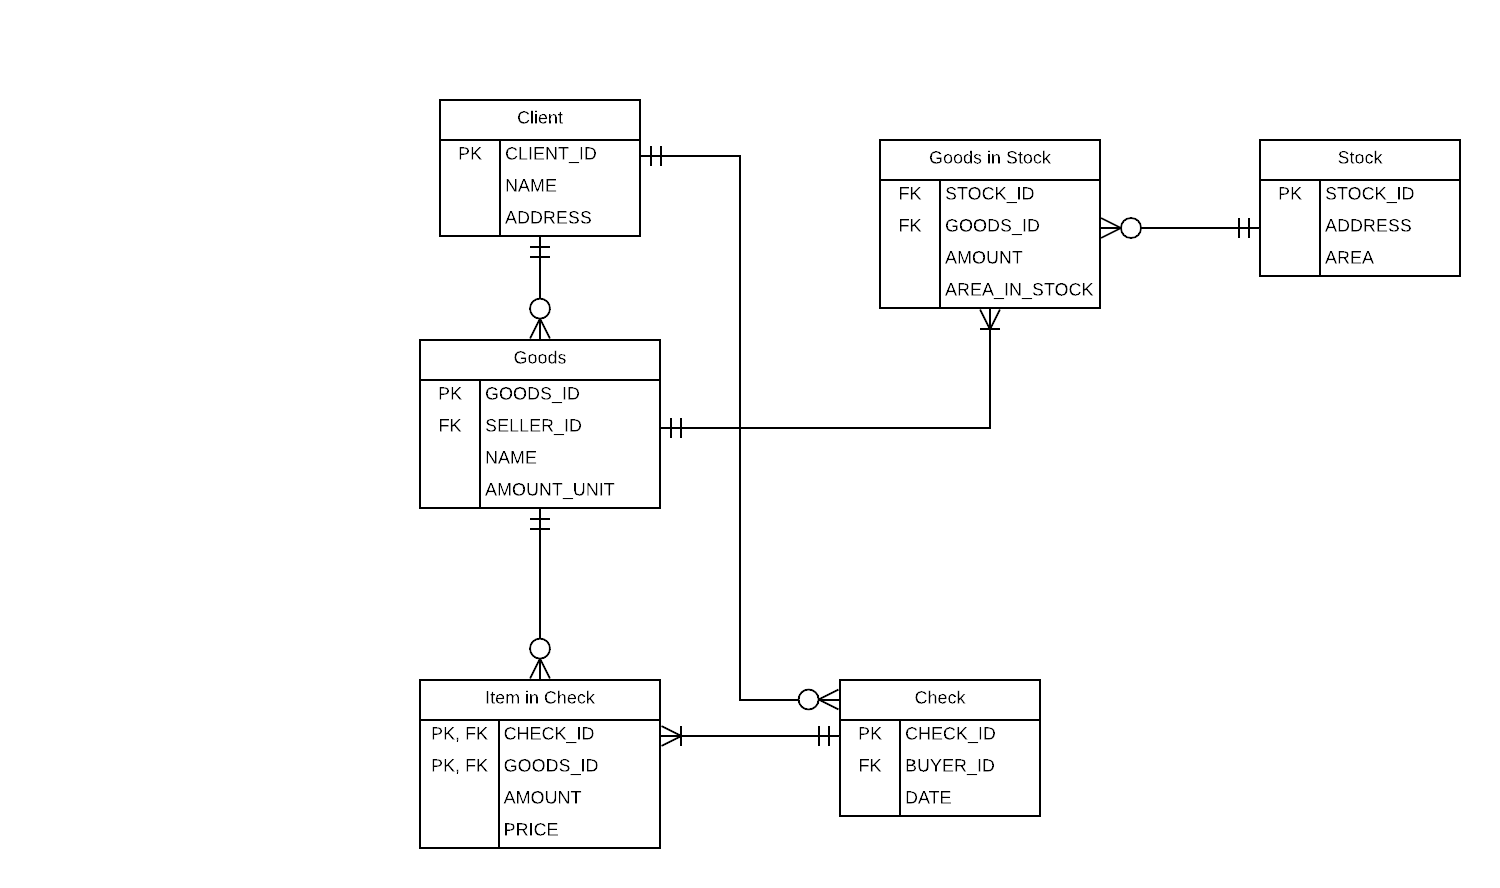 Client
PK CLIENT_ID
NAME
ADDRESS
Goods in Stock
FK STOCK_ID
FK GOODS_ID
AMOUNT
AREA_IN_STOCK
Stock
PK STOCK_ID
ADDRESS
AREA
Goods
PK GOODS_ID
FK SELLER_ID
NAME
AMOUNT_UNIT
Item in Check
PK, FK CHECK_ID
PK, FK GOODS_ID
AMOUNT
PRICE
Check
PK CHECK_ID
FK BUYER_ID
DATE